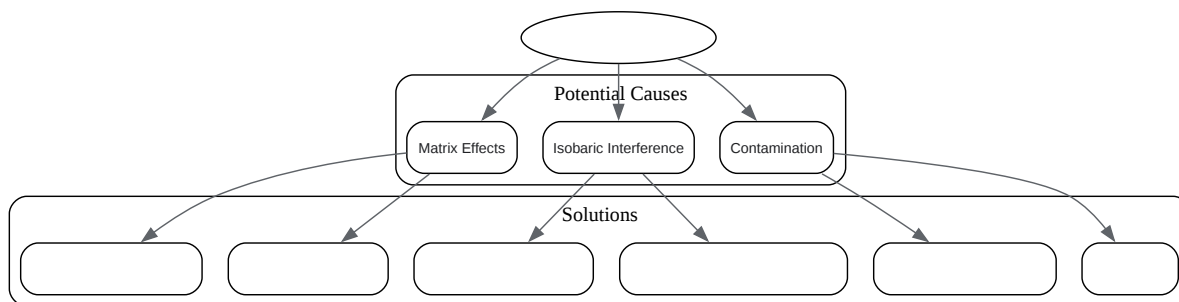 Potential Causes
Matrix Effects
Isobaric Interference
Contamination
Solutions